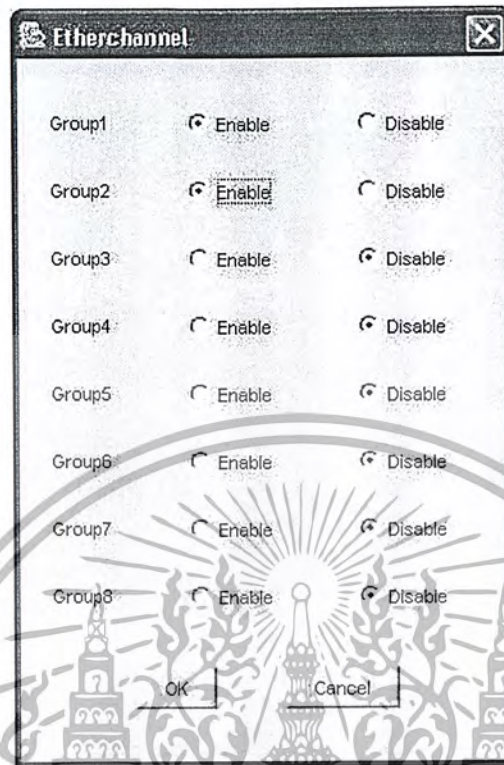 Etherchannel
Group1 Enable Disable
Group2 Enable Disable
Group3 Enable Disable
Group4 Enable Disable
Group5 Enable Disable
Group6 Enable Disable
Group7 Enable Disable
Group8 Enable Disable
OK Cancel